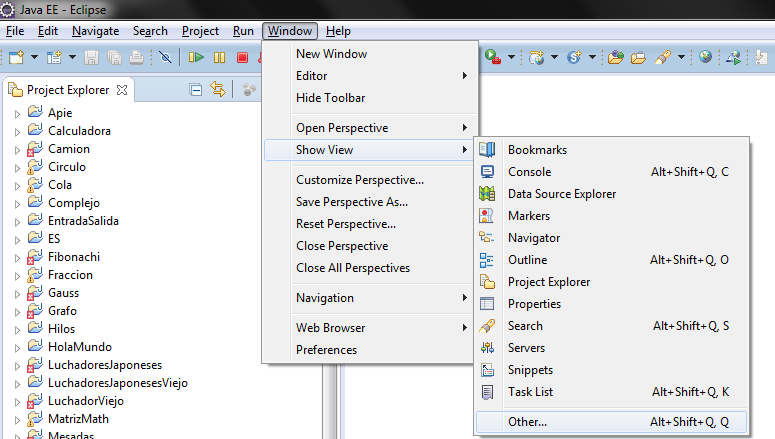 Java EE - Eclipse
File Edit Navigate Search Project Run Window Help
Project Explorer
Apie
Calculadora
Camion
Circulo
Cola
Complejo
EntradaSalida
ES
Fibonachi
Fraccion
Gauss
Grafo
Hilos
HolaMundo
LuchadoresJaponeses
LuchadoresJaponesesViejo
LuchadorViejo
MatrizMath
Mesadas
New Window
Editor
Hide Toolbar
Open Perspective
Show View
Customize Perspective...
Save Perspective As...
Reset Perspective...
Close Perspective
Close All Perspectives
Navigation
Web Browser
Preferences
Bookmarks
Console Alt+Shift+Q, C
Data Source Explorer
Markers
Navigator
Outline Alt+Shift+Q, O
Project Explorer
Properties
Search Alt+Shift+Q, S
Servers
Snippets
Task List Alt+Shift+Q, K
Other... Alt+Shift+Q, Q